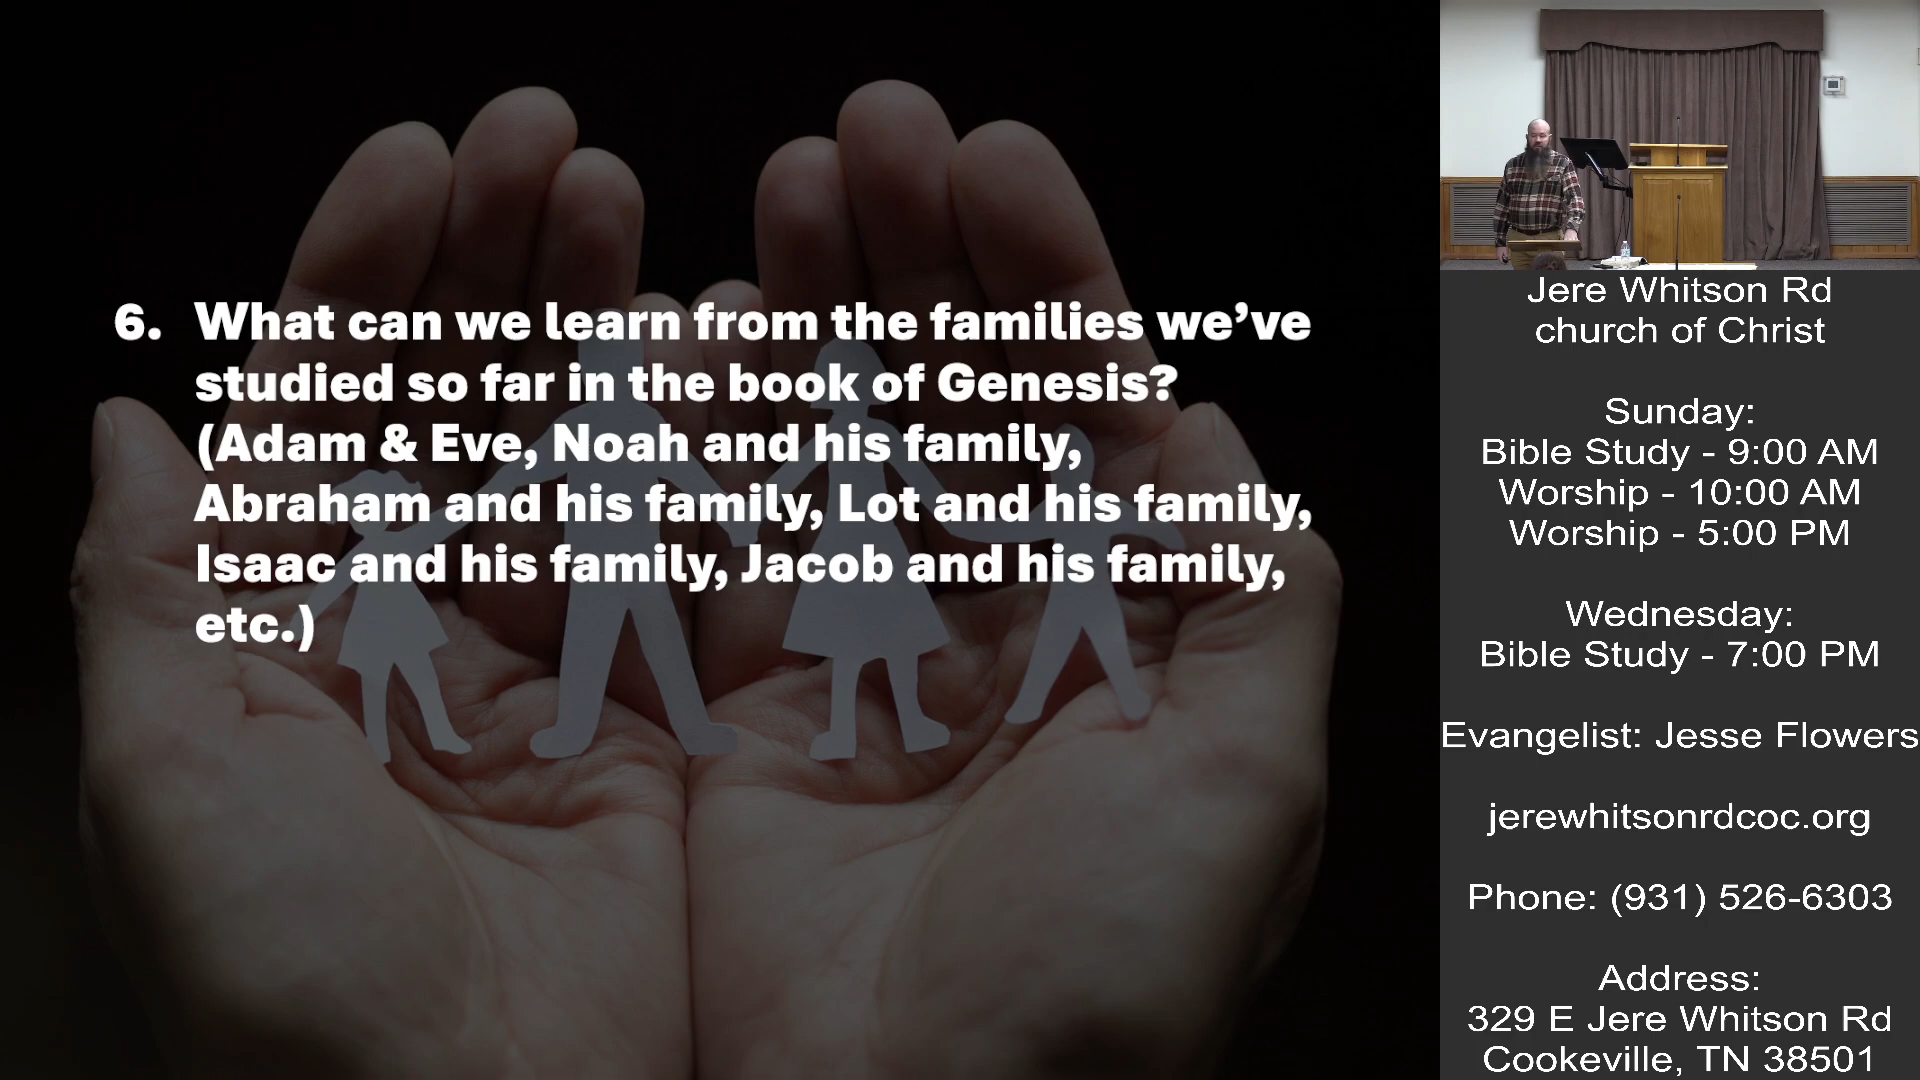 6. What can we learn from the families we’ve
studied so far in the book of Genesis?
(Adam & Eve, Noah and his family,
Abraham and his family, Lot and his family,
Isaac and his family, Jacob and his family,
etc.)
Jere Whitson Rd
church of Christ
Sunday:
Bible Study - 9:00 AM
Worship - 10:00 AM
Worship - 5:00 PM
Wednesday:
Bible Study - 7:00 PM
Evangelist: Jesse Flowers
jerewhitsonrdcoc.org
Phone: (931) 526-6303
Address:
329 E Jere Whitson Rd
Cookeville, TN 38501